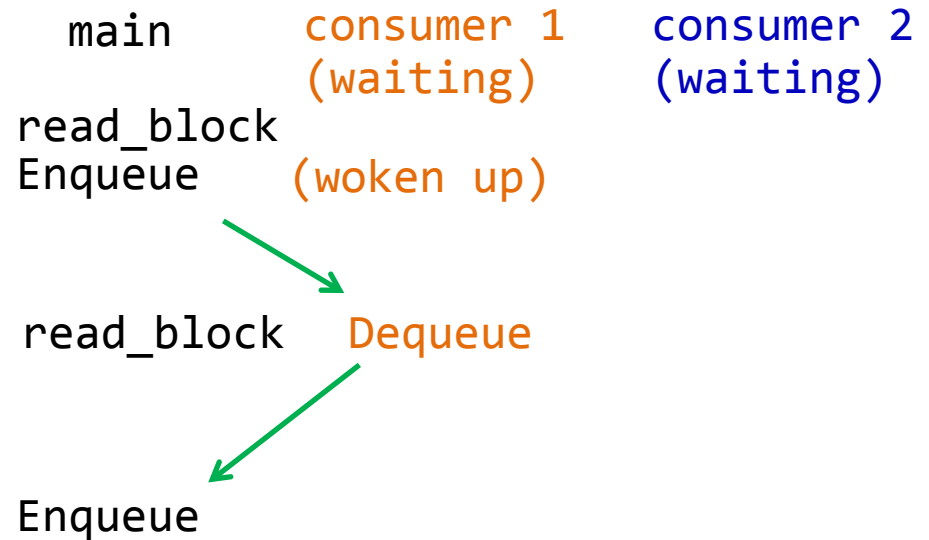 main consumer 1 consumer 2
(waiting) (waiting)
read_block
Enqueue (woken up)
read_block Dequeue
Enqueue